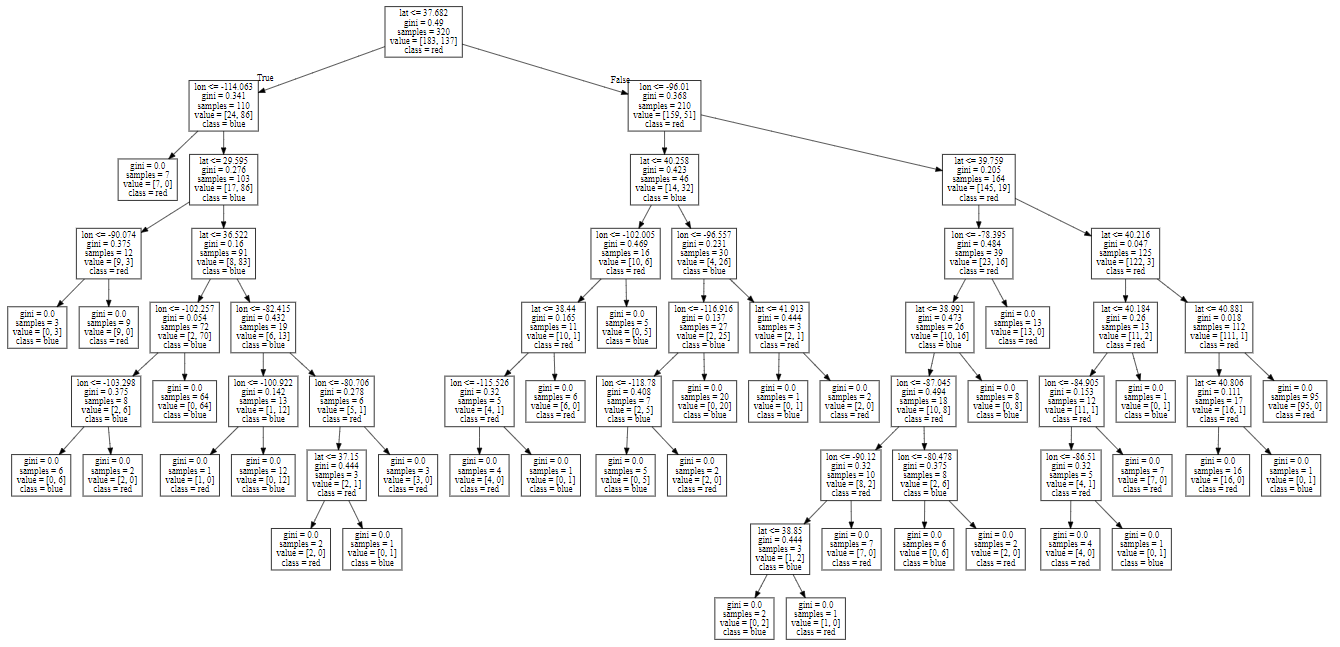 lat <= 37.682
gini = 0.49
samples = 320
value = [183, 137]
class = red
True
False
lon <= -114.063
gini = 0.341
samples = 110
value = [24, 86]
class = blue
lon <= -96.01
gini = 0.368
samples = 210
value = [159, 51]
class = red
gini = 0.0
samples = 7
value = [7, 0]
class = red
lat <= 29.595
gini = 0.276
samples = 103
value = [17, 86]
class = blue
lat <= 40.258
gini = 0.423
samples = 46
value = [14, 32]
class = blue
lat <= 39.759
gini = 0.205
samples = 164
value = [145, 19]
class = red
lon <= -90.074
gini = 0.375
samples = 12
value = [9, 3]
class = red
lat <= 36.522
gini = 0.16
samples = 91
value = [8, 83]
class = blue
lon <= -102.005
gini = 0.469
samples = 16
value = [10, 6]
class = red
lon <= -96.557
gini = 0.231
samples = 30
value = [4, 26]
class = blue
lon <= -78.395
gini = 0.484
samples = 39
value = [23, 16]
class = red
lat <= 40.216
gini = 0.047
samples = 125
value = [122, 3]
class = red
gini = 0.0
samples = 3
value = [0, 3]
class = blue
gini = 0.0
samples = 9
value = [9, 0]
class = red
lon <= -102.257
gini = 0.054
samples = 72
value = [2, 70]
class = blue
lon <= -82.415
gini = 0.432
samples = 19
value = [6, 13]
class = blue
lat <= 38.44
gini = 0.165
samples = 11
value = [10, 1]
class = red
gini = 0.0
samples = 5
value = [0, 5]
class = blue
lon <= -116.916
gini = 0.137
samples = 27
value = [2, 25]
class = blue
lat <= 41.913
gini = 0.444
samples = 3
value = [2, 1]
class = red
lat <= 38.991
gini = 0.473
samples = 26
value = [10, 16]
class = blue
gini = 0.0
samples = 13
value = [13, 0]
class = red
lat <= 40.184
gini = 0.26
samples = 13
value = [11, 2]
class = red
lat <= 40.881
gini = 0.018
samples = 112
value = [111, 1]
class = red
lon <= -103.298
gini = 0.375
samples = 8
value = [2, 6]
class = blue
gini = 0.0
samples = 64
value = [0, 64]
class = blue
lon <= -100.922
gini = 0.142
samples = 13
value = [1, 12]
class = blue
lon <= -80.706
gini = 0.278
samples = 6
value = [5, 1]
class = red
lon <= -115.526
gini = 0.32
samples = 5
value = [4, 1]
class = red
gini = 0.0
samples = 6
value = [6, 0]
class = red
lon <= -118.78
gini = 0.408
samples = 7
value = [2, 5]
class = blue
gini = 0.0
samples = 20
value = [0, 20]
class = blue
gini = 0.0
samples = 1
value = [0, 1]
class = blue
gini = 0.0
samples = 2
value = [2, 0]
class = red
lon <= -87.045
gini = 0.494
samples = 18
value = [10, 8]
class = red
gini = 0.0
samples = 8
value = [0, 8]
class = blue
lon <= -84.905
gini = 0.153
samples = 12
value = [11, 1]
class = red
gini = 0.0
samples = 1
value = [0, 1]
class = blue
lat <= 40.806
gini = 0.111
samples = 17
value = [16, 1]
class = red
gini = 0.0
samples = 95
value = [95, 0]
class = red
gini = 0.0
samples = 6
value = [0, 6]
class = blue
gini = 0.0
samples = 2
value = [2, 0]
class = red
gini = 0.0
samples = 1
value = [1, 0]
class = red
gini = 0.0
samples = 12
value = [0, 12]
class = blue
lat <= 37.15
gini = 0.444
samples = 3
value = [2, 1]
class = red
gini = 0.0
samples = 3
value = [3, 0]
class = red
gini = 0.0
samples = 4
value = [4, 0]
class = red
gini = 0.0
samples = 1
value = [0, 1]
class = blue
gini = 0.0
samples = 5
value = [0, 5]
class = blue
gini = 0.0
samples = 2
value = [2, 0]
class = red
lon <= -90.12
gini = 0.32
samples = 10
value = [8, 2]
class = red
lon <= -80.478
gini = 0.375
samples = 8
value = [2, 6]
class = blue
lon <= -86.51
gini = 0.32
samples = 5
value = [4, 1]
class = red
gini = 0.0
samples = 7
value = [7, 0]
class = red
gini = 0.0
samples = 16
value = [16, 0]
class = red
gini = 0.0
samples = 1
value = [0, 1]
class = blue
gini = 0.0
samples = 2
value = [2, 0]
class = red
gini = 0.0
samples = 1
value = [0, 1]
class = blue
lat <= 38.85
gini = 0.444
samples = 3
value = [1, 2]
class = blue
gini = 0.0
samples = 7
value = [7, 0]
class = red
gini = 0.0
samples = 6
value = [0, 6]
class = blue
gini = 0.0
samples = 2
value = [2, 0]
class = red
gini = 0.0
samples = 4
value = [4, 0]
class = red
gini = 0.0
samples = 1
value = [0, 1]
class = blue
gini = 0.0
samples = 2
value = [0, 2]
class = blue
gini = 0.0
samples = 1
value = [1, 0]
class = red